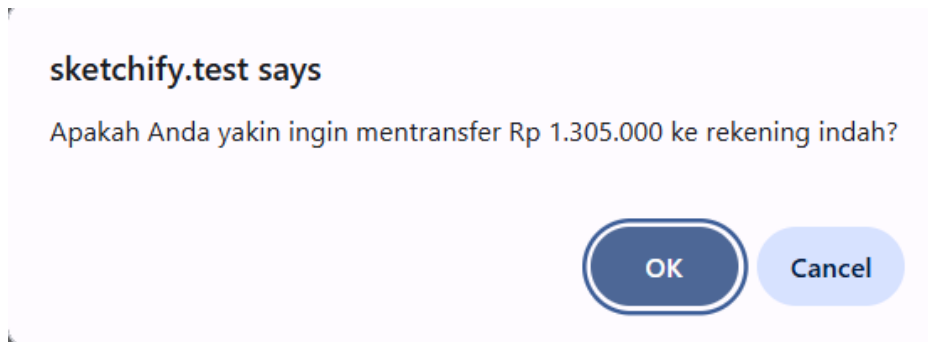 sketchify.test says
Apakah Anda yakin ingin mentransfer Rp 1.305.000 ke rekening indah?
OK
Cancel